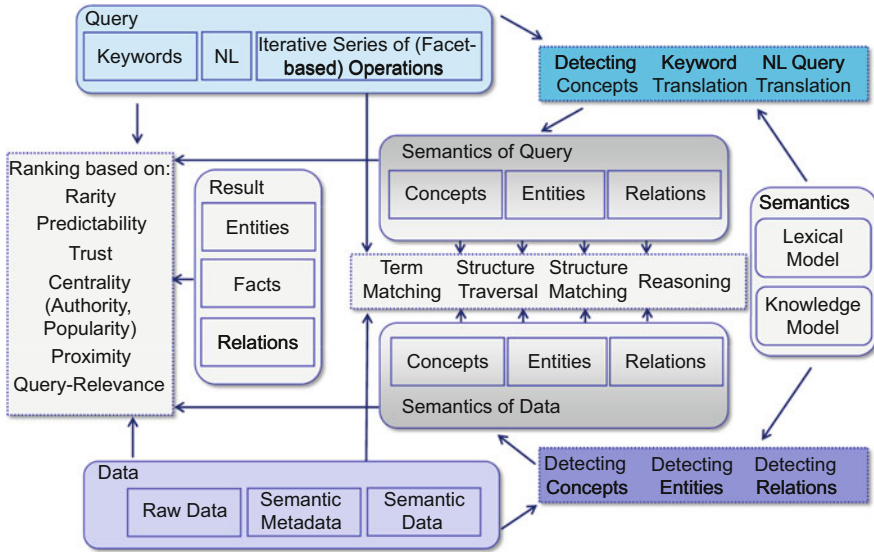 Query
Keywords
NL
Iterative Series of (Facet-
based) Operations
Detecting
Concepts
Keyword
Translation
NL Query
Translation
Ranking based on:
Rarity
Predictability
Trust
Centrality
(Authority,
Popularity)
Proximity
Query-Relevance
Result
Entities
Facts
Relations
Semantics of Query
Concepts
Entities
Relations
Term
Matching
Structure
Traversal
Structure
Matching
Reasoning
Concepts
Entities
Relations
Semantics of Data
Semantics
Lexical
Model
Knowledge
Model
Data
Raw Data
Semantic
Metadata
Semantic
Data
Detecting
Concepts
Detecting
Entities
Detecting
Relations